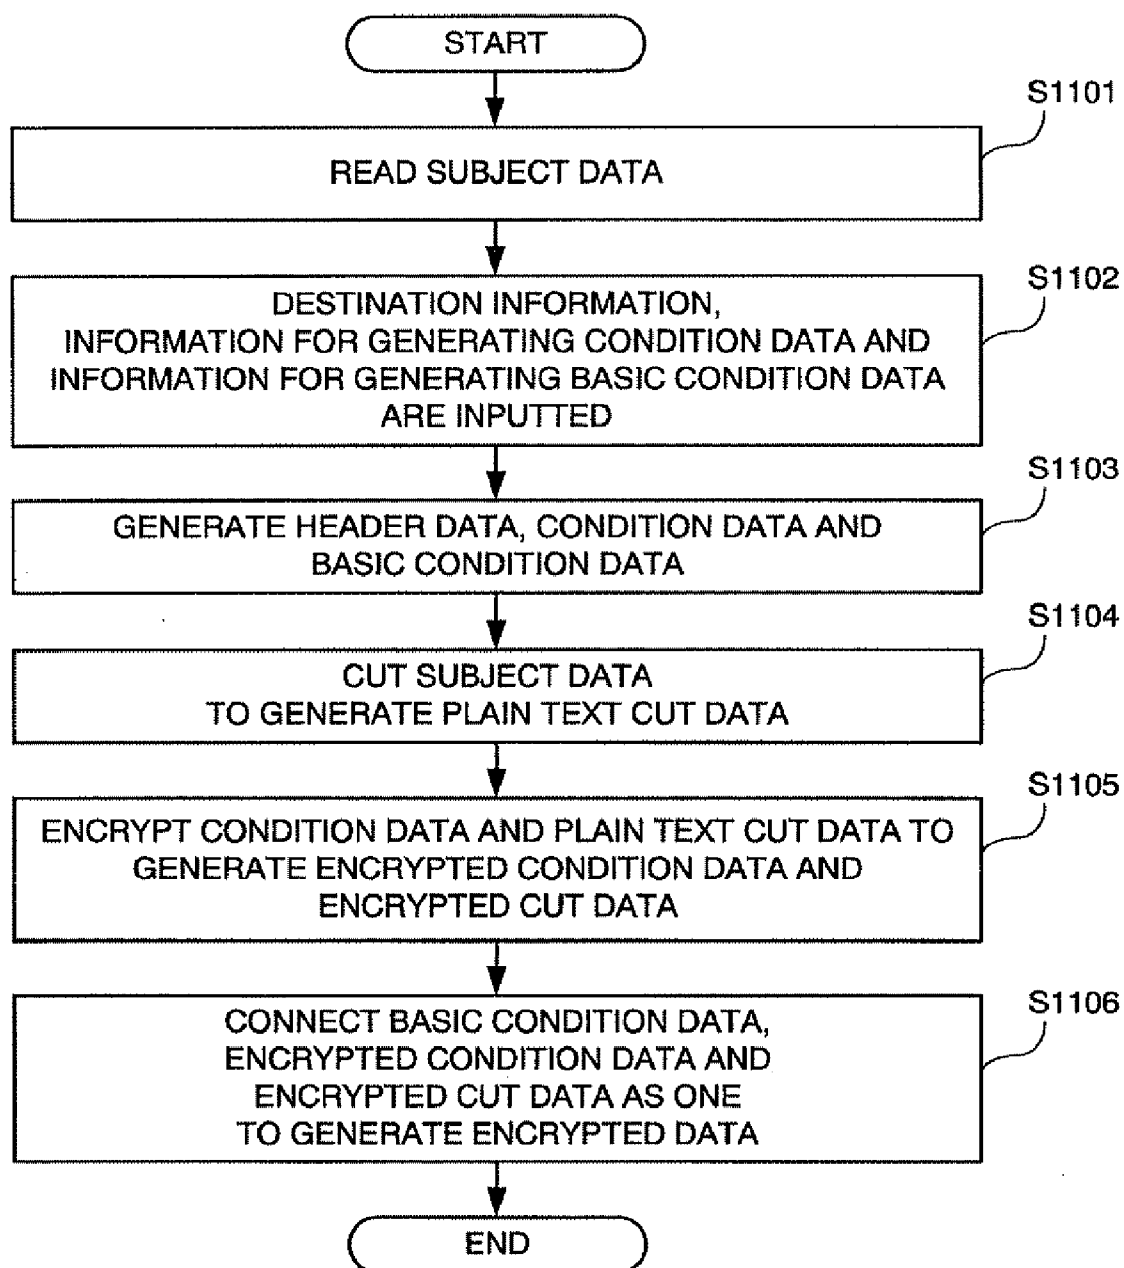 START
S1101
READ SUBJECT DATA
S1102
DESTINATION INFORMATION,
INFORMATION FOR GENERATING CONDITION DATA AND
INFORMATION FOR GENERATING BASIC CONDITION DATA
ARE INPUTTED
S1103
GENERATE HEADER DATA, CONDITION DATA AND
BASIC CONDITION DATA
S1104
CUT SUBJECT DATA
TO GENERATE PLAIN TEXT CUT DATA
S1105
ENCRYPT CONDITION DATA AND PLAIN TEXT CUT DATA TO
GENERATE ENCRYPTED CONDITION DATA AND
ENCRYPTED CUT DATA
S1106
CONNECT BASIC CONDITION DATA,
ENCRYPTED CONDITION DATA AND
ENCRYPTED CUT DATA AS ONE
TO GENERATE ENCRYPTED DATA
END